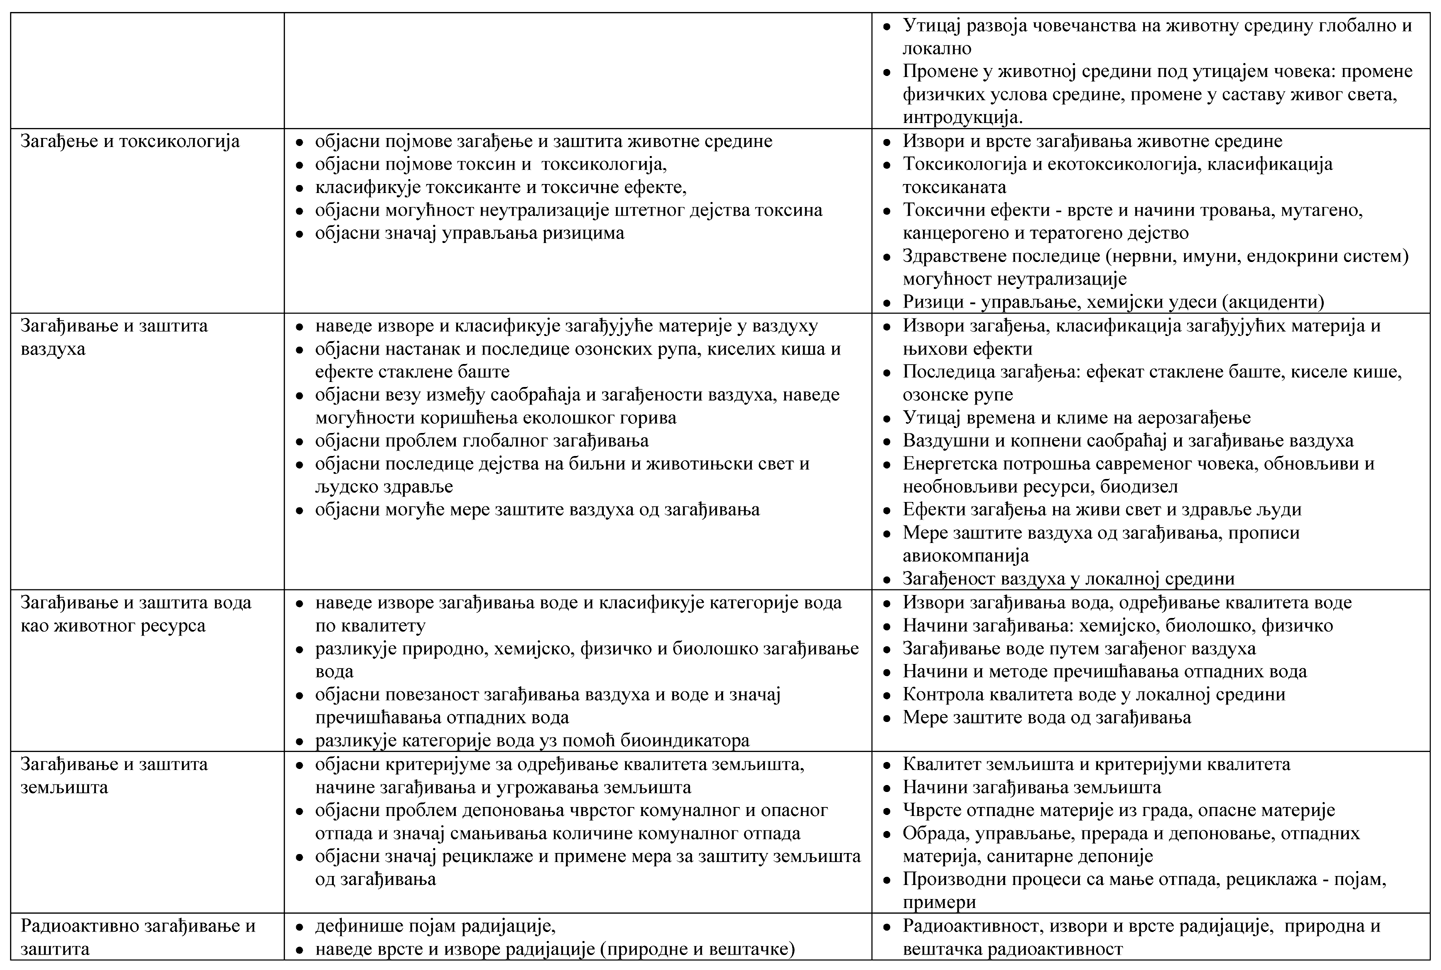 • Утицај развоја човечанства на животну средину глобално и
локално
• Промене у животној средини под утицајем човека: промене
физичких услова средине, промене у саставу живог света,
интродукција.
Загађење и токсикологија
• објасни појмове загађење и заштита животне средине
• објасни појмове токсин и  токсикологија,
• класификује токсиканте и токсичне ефекте,
• објасни могућност неутрализације штетног дејства токсина
• објасни значај управљања ризицима
• Извори и врсте загађивања животне средине
• Токсикологија и екотоксикологија, класификација
токсиканата
• Токсични ефекти - врсте и начини тровања, мутагено,
канцерогено и тератогено дејство
• Здравствене последице (нервни, имуни, ендокрини систем)
могућност неутрализације
• Ризици - управљање, хемијски удеси (акциденти)
Загађивање и заштита
ваздуха
• наведе изворе и класификује загађујуће материје у ваздуху
• објасни настанак и последице озонских рупа, киселих киша и
ефекте стаклене баште
• објасни везу између саобраћаја и загађености ваздуха, наведе
могућности коришћења еколошког горива
• објасни проблем глобалног загађивања
• објасни последице дејства на биљни и животињски свет и
људско здравље
• објасни могуће мере заштите ваздуха од загађивања
• Извори загађења, класификација загађујућих материја и
њихови ефекти
• Последица загађења: ефекат стаклене баште, киселе кише,
озонске рупе
• Утицај времена и климе на аерозагађење
• Ваздушни и копнени саобраћај и загађивање ваздуха
• Енергетска потрошња савременог човека, обновљиви и
необновљиви ресурси, биодизел
• Ефекти загађења на живи свет и здравље људи
• Мере заштите ваздуха од загађивања, прописи
авиокомпанија
• Загађеност ваздуха у локалној средини
Загађивање и заштита вода
као животног ресурса
• наведе изворе загађивања воде и класификује категорије вода
по квалитету
• разликује природно, хемијско, физичко и биолошко загађивање
вода
• објасни повезаност загађивања ваздуха и воде и значај
пречишћавања отпадних вода
• разликује категорије вода уз помоћ биоиндикатора
• Извори загађивања вода, одређивање квалитета воде
• Начини загађивања: хемијско, биолошко, физичко
• Загађивање воде путем загађеног ваздуха
• Начини и методе пречишћавања отпадних вода
• Контрола квалитета воде у локалној средини
• Мере заштите вода од загађивања
Загађивање и заштита
земљишта
• објасни критеријуме за одређивање квалитета земљишта,
начине загађивања и угрожавања земљишта
• објасни проблем депоновања чврстог комуналног и опасног
отпада и значај смањивања количине комуналног отпада
• објасни значај рециклаже и примене мера за заштиту земљишта
од загађивања
• Квалитет земљишта и критеријуми квалитета
• Начини загађивања земљишта
• Чврсте отпадне материје из града, опасне материје
• Обрада, управљање, прерада и депоновање, отпадних
материја, санитарне депоније
• Производни процеси са мање отпада, рециклажа - појам,
примери
Радиоактивно загађивање и
заштита
• дефинише појам радијације,
• наведе врсте и изворе радијације (природне и вештачке)
• Радиоактивност, извори и врсте радијације,  природна и
вештачка радиоактивност